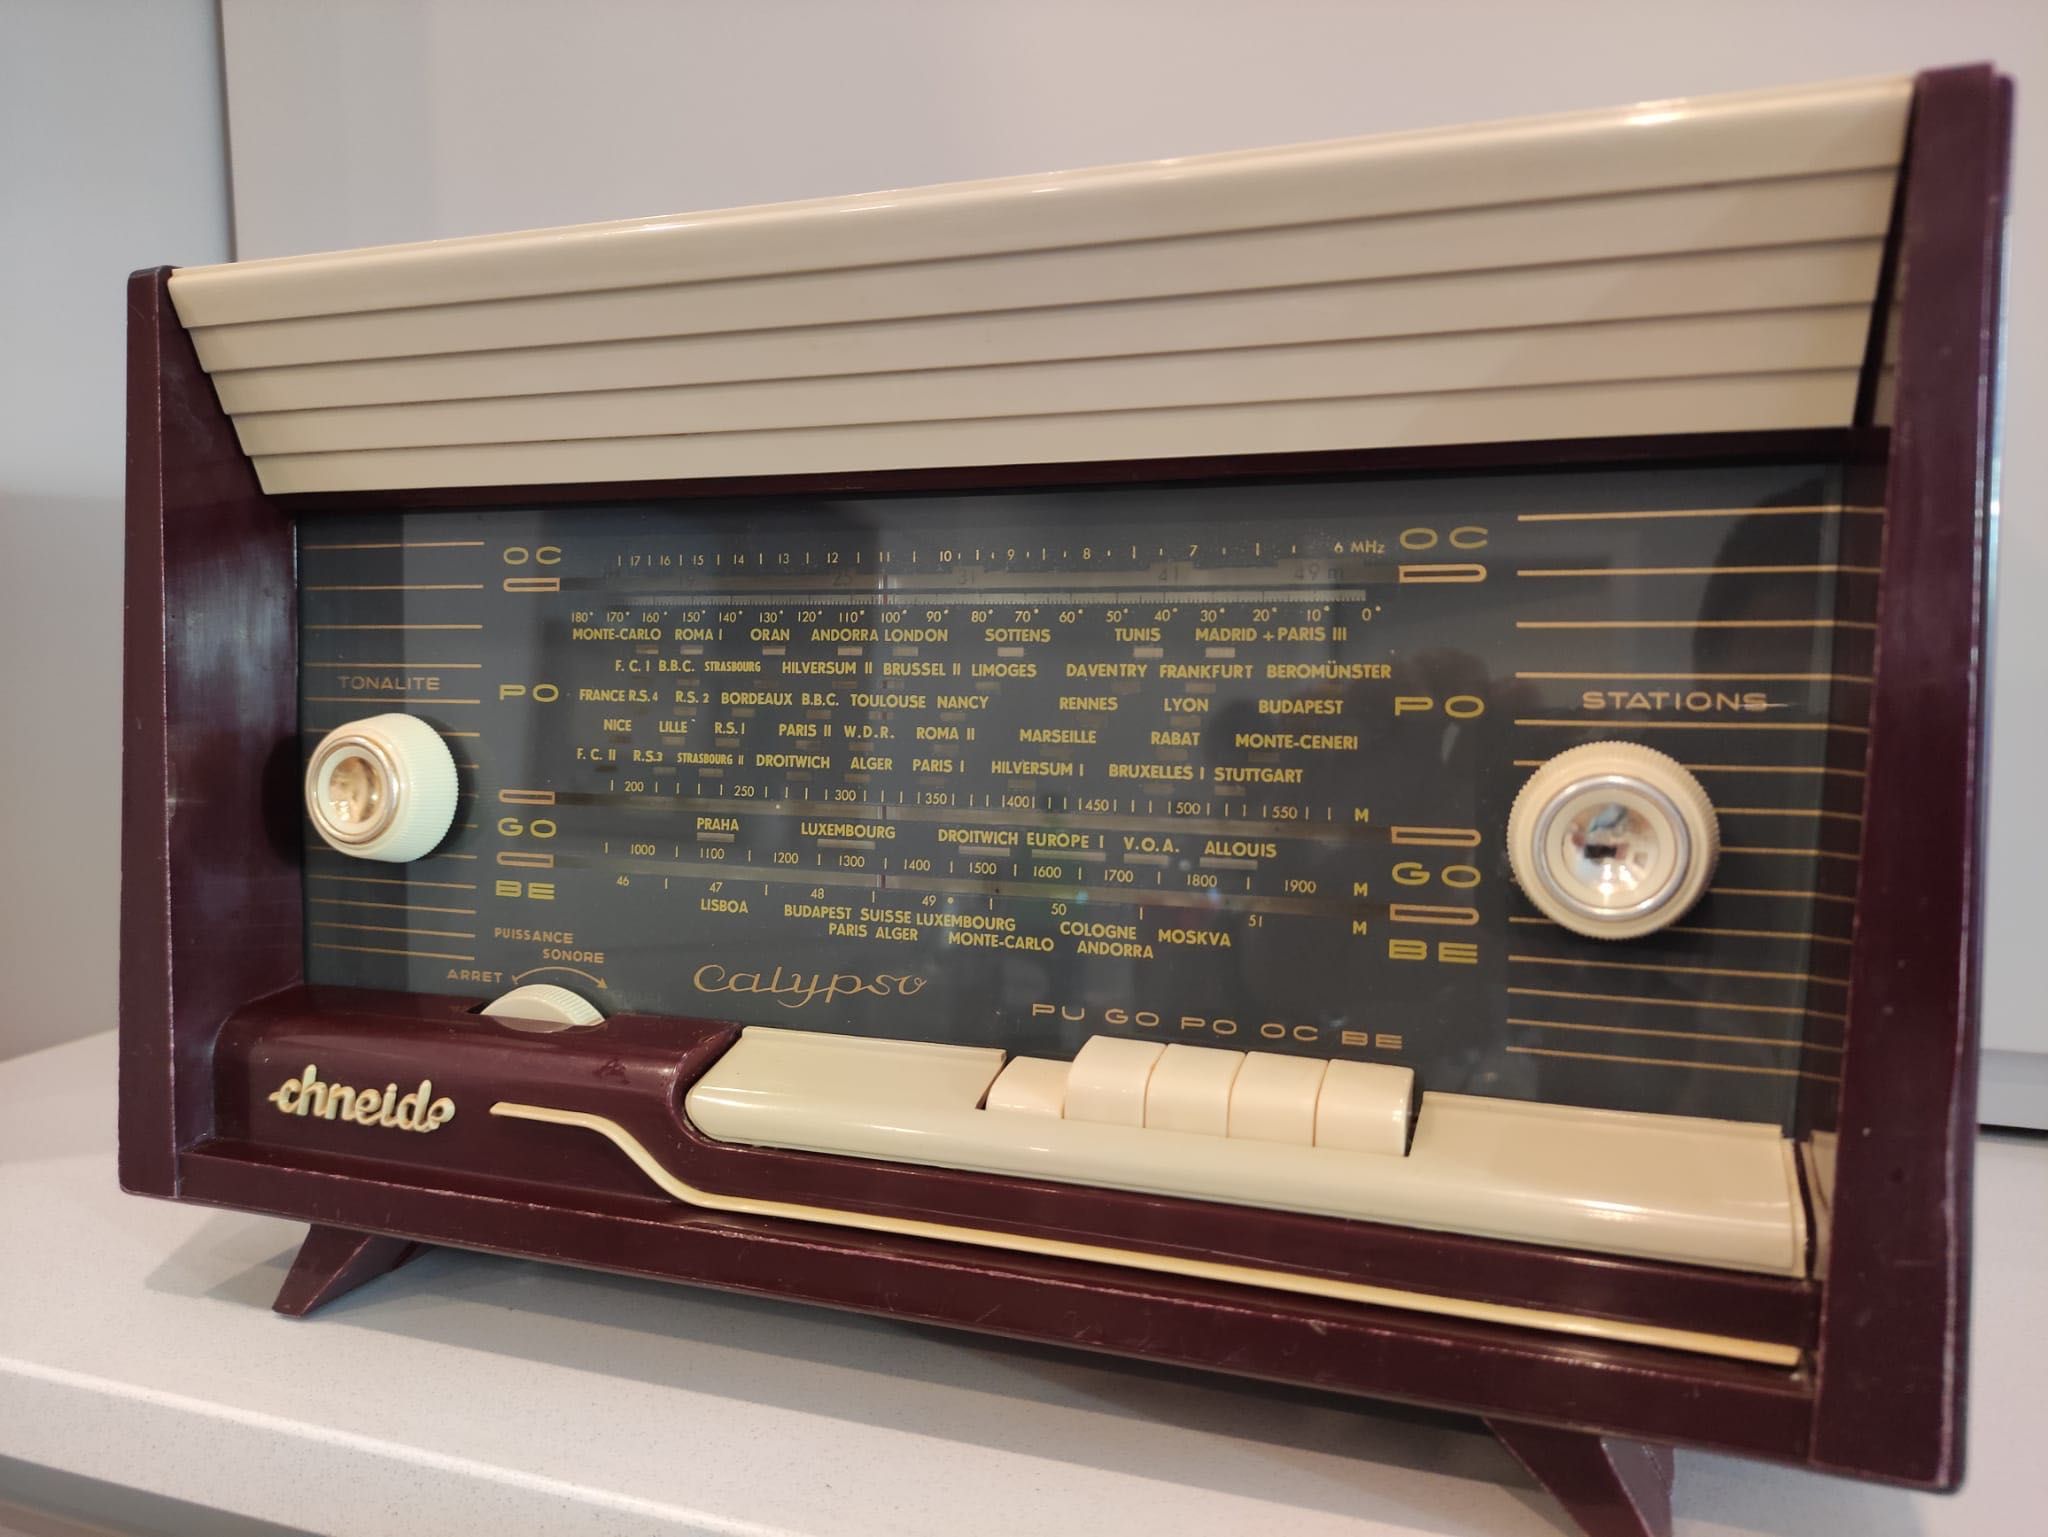 OC 17 16 15 14 13 12 11 10 9 8 7 6 MHz OC
19 25 31 41 49 m
180° 170° 160° 150° 140° 130° 120° 110° 100° 90° 80° 70° 60° 50° 40° 30° 20° 10° 0°
MONTE-CARLO ROMA I ORAN ANDORRA LONDON SOTTENS TUNIS MADRID + PARIS III
F. C. I B.B.C. STRASBOURG HILVERSUM II BRUSSEL II LIMOGES DAVENTRY FRANKFURT BEROMÜNSTER
TONALITE
PO FRANCE R.S. 4 R.S. 2 BORDEAUX B.B.C. TOULOUSE NANCY RENNES LYON BUDAPEST PO
STATIONS
NICE LILLE R.S. I PARIS II W.D.R. ROMA II MARSEILLE RABAT MONTE-CENERI
F. C. II R.S.3 STRASBOURG II DROITWICH ALGER PARIS I HILVERSUM I BRUXELLES I STUTTGART
200 250 300 350 400 450 500 550 M
GO PRAHA LUXEMBOURG DROITWICH EUROPE I V.O.A. ALLOUIS GO
1000 1100 1200 1300 1400 1500 1600 1700 1800 1900 M
BE 46 47 48 49 50 51 M BE
LISBOA BUDAPEST SUISSE LUXEMBOURG COLOGNE MOSKVA
PARIS ALGER MONTE-CARLO ANDORRA
PUISSANCE
SONORE
ARRET
Calypso
PU GO PO OC BE
chneide